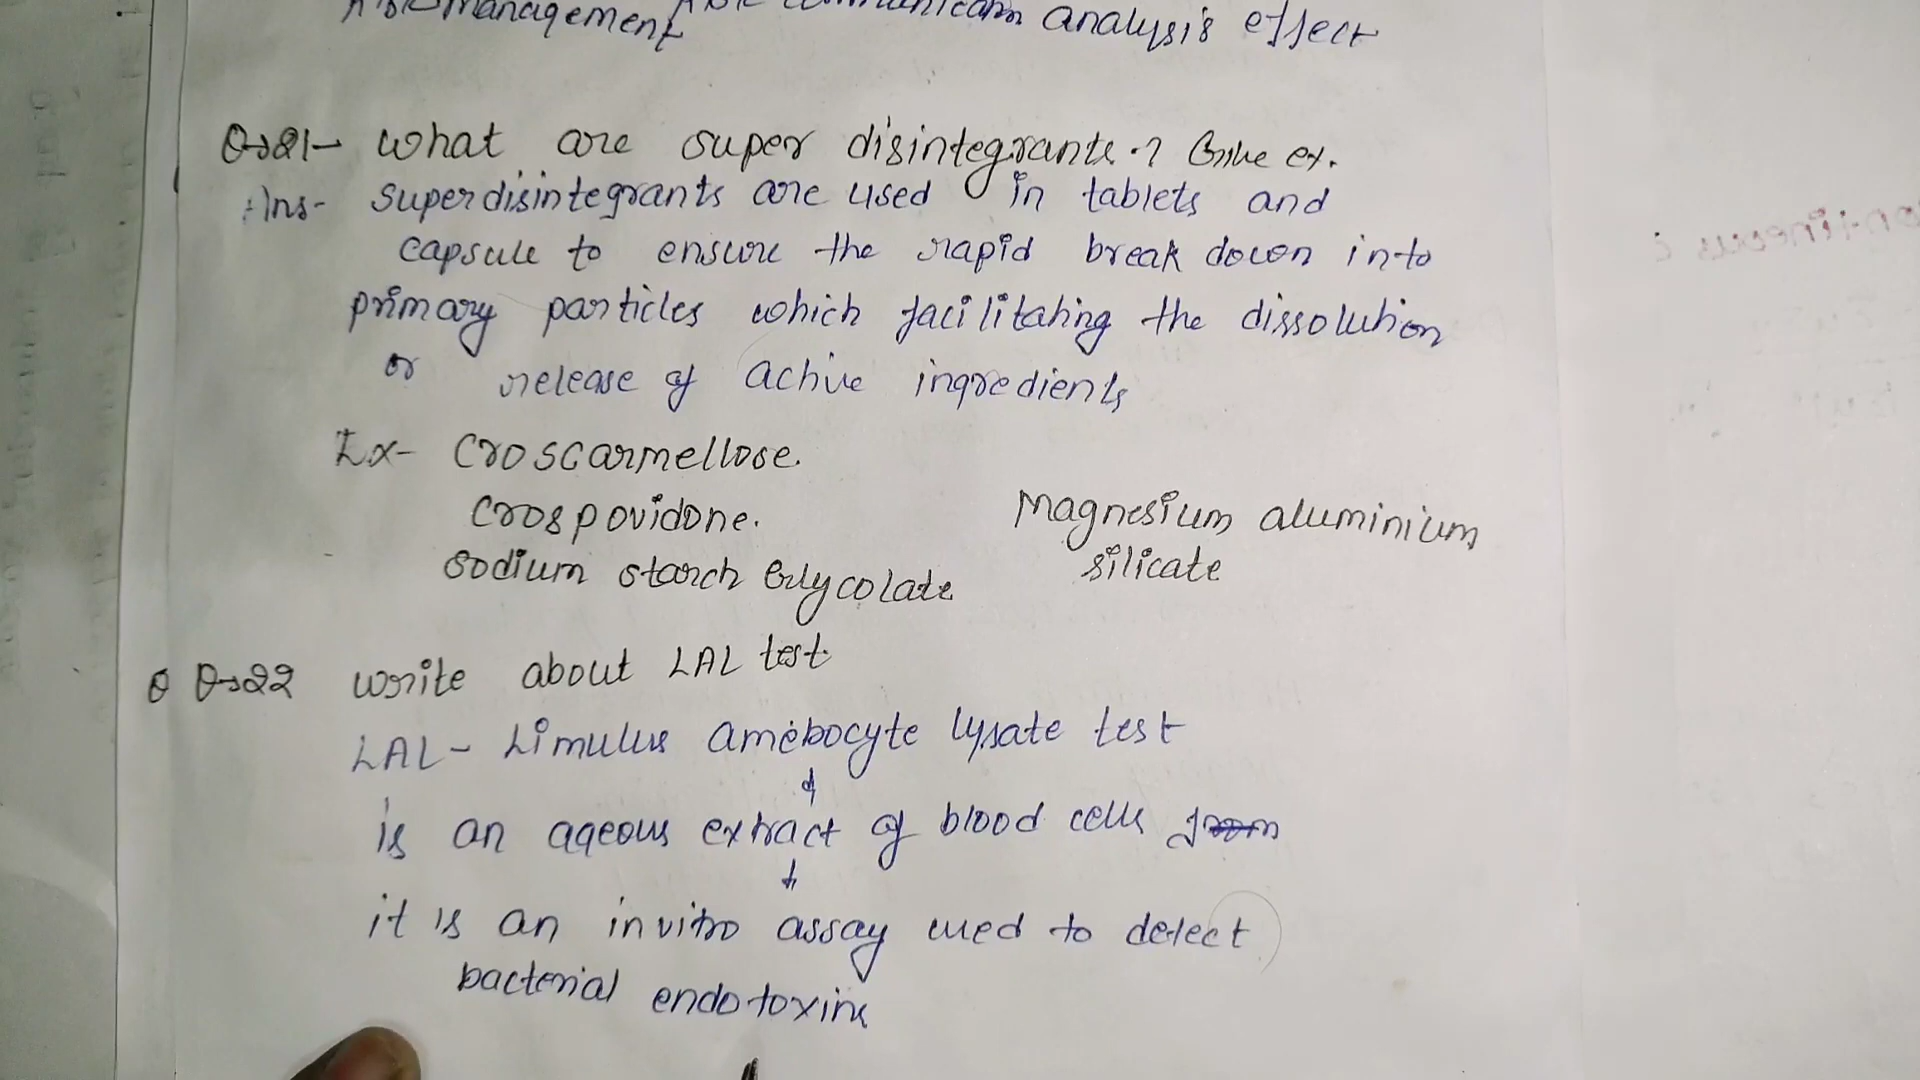 management analysis effect
Q→21- What are super disintegrants.? Give ex.
Ans- Superdisintegrants are used in tablets and
capsule to ensure the rapid break down into
primary particles which facilitating the dissolution
or release of active ingredients
Ex- Croscarmellose.
Crospovidone.
Sodium starch Glycolate
Magnesium aluminium
silicate
Q→22 write about LAL test
LAL- Limulus amebocyte lysate test
is an aqeous extract of blood cells
it is an invitro assay used to detect
bacterial endotoxins